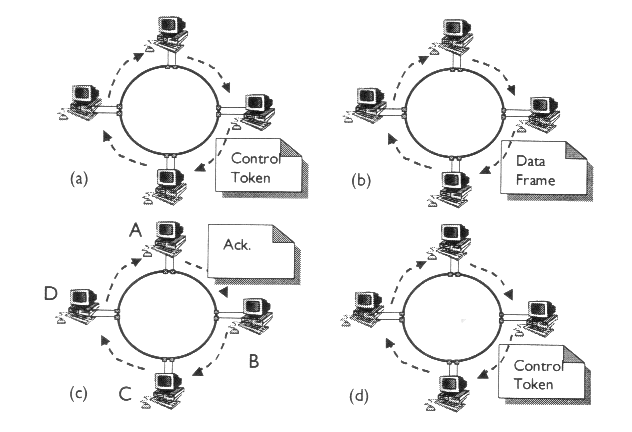 Control
Token
(a)
Data
Frame
(b)
A
Ack.
D
B
C
(c)
Control
Token
(d)